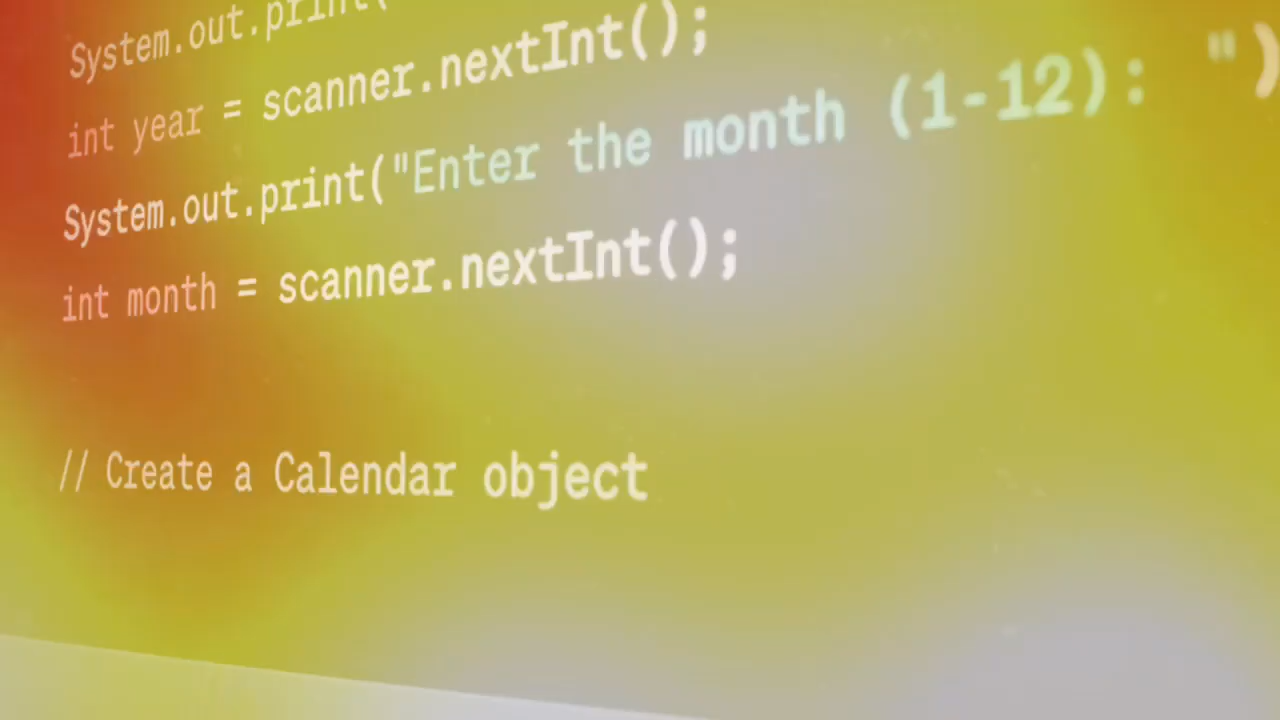 System.out.print(
int year = scanner.nextInt();
System.out.print("Enter the month (1-12): ")
int month = scanner.nextInt();
// Create a Calendar object